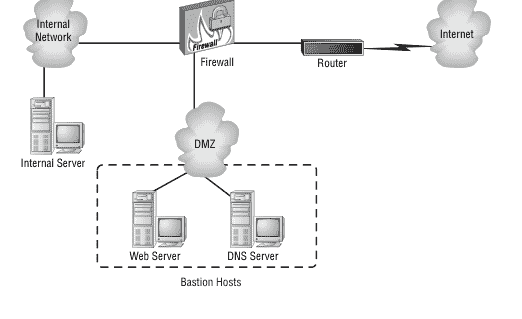 Internal
Network
Firewall
Internet
Firewall
Router
Internal Server
DMZ
Web Server
DNS Server
Bastion Hosts